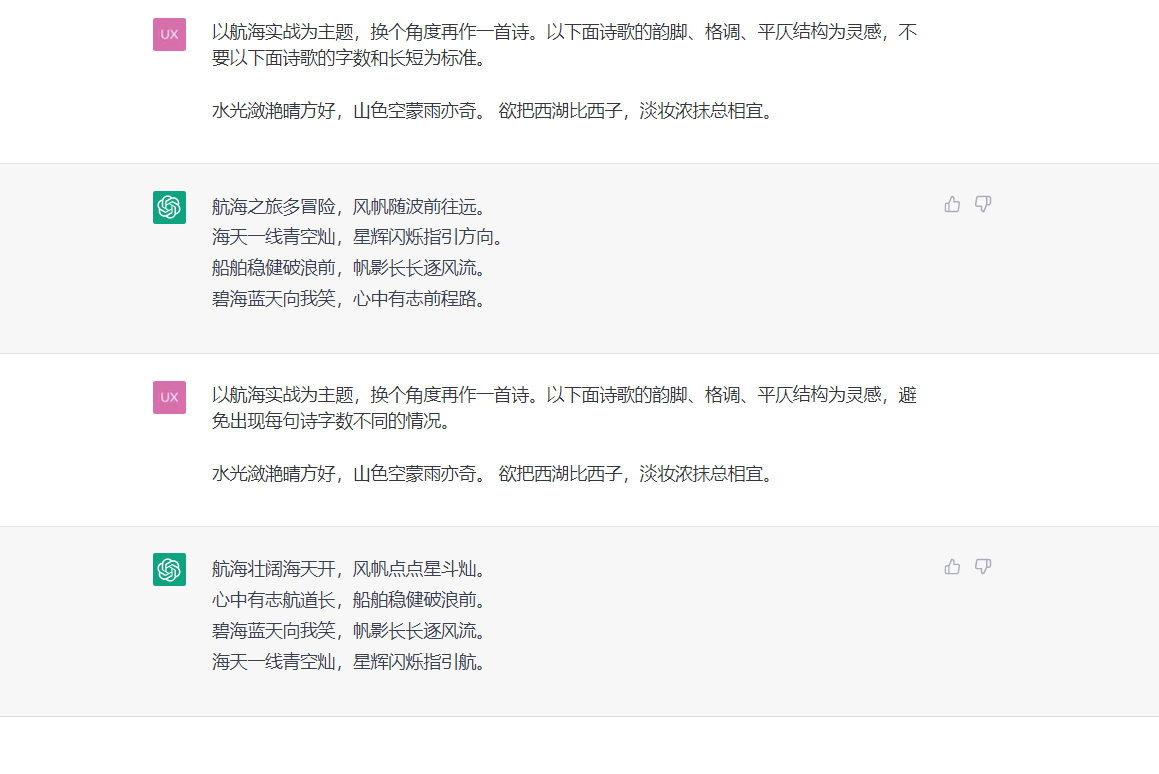 UX
以航海实战为主题，换个角度再作一首诗。以下面诗歌的韵脚、格调、平仄结构为灵感，不
要以下面诗歌的字数和长短为标准。
水光潋滟晴方好，山色空蒙雨亦奇。 欲把西湖比西子，淡妆浓抹总相宜。
航海之旅多冒险，风帆随波前往远。
海天一线青空灿，星辉闪烁指引方向。
船舶稳健破浪前，帆影长长逐风流。
碧海蓝天向我笑，心中有志前程路。
UX
以航海实战为主题，换个角度再作一首诗。以下面诗歌的韵脚、格调、平仄结构为灵感，避
免出现每句诗字数不同的情况。
水光潋滟晴方好，山色空蒙雨亦奇。 欲把西湖比西子，淡妆浓抹总相宜。
航海壮阔海天开，风帆点点星斗灿。
心中有志航道长，船舶稳健破浪前。
碧海蓝天向我笑，帆影长长逐风流。
海天一线青空灿，星辉闪烁指引航。